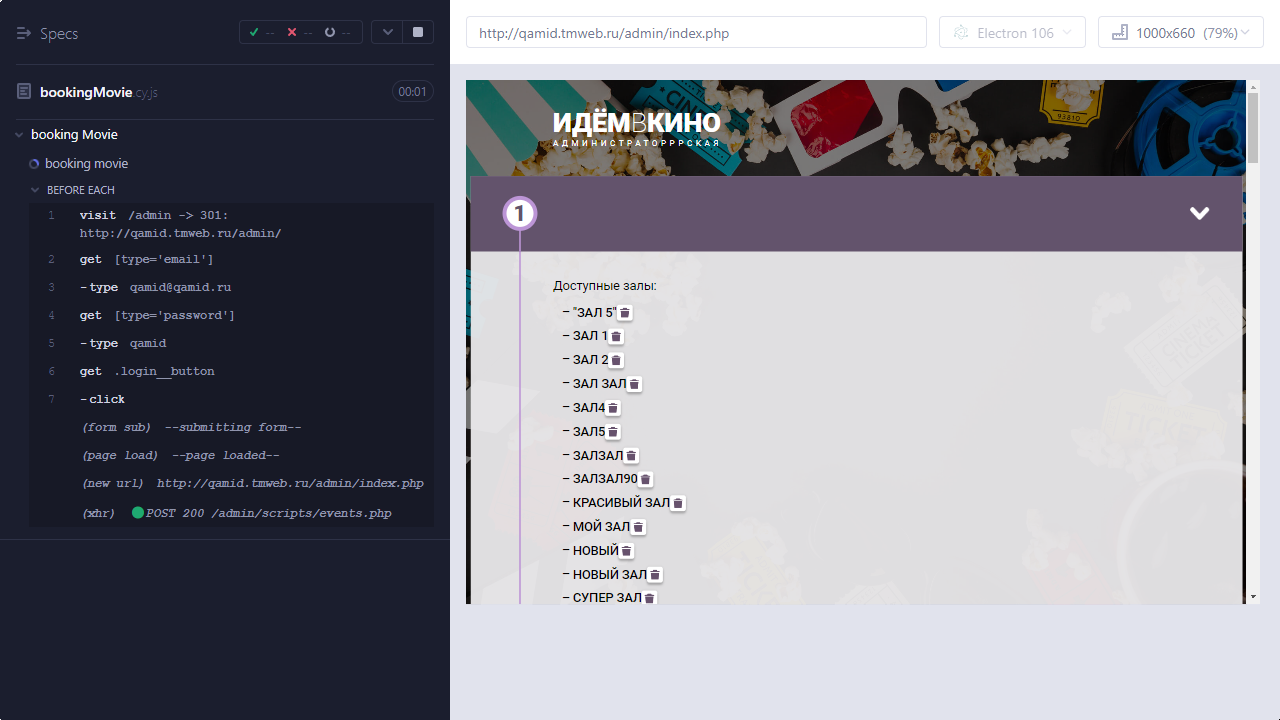 Specs
-- -- --
bookingMovie.cy.js 00:01
booking Movie
booking movie
BEFORE EACH
1 visit /admin -> 301:
http://qamid.tmweb.ru/admin/
2 get [type='email']
3 -type qamid@qamid.ru
4 get [type='password']
5 -type qamid
6 get .login__button
7 -click
(form sub) --submitting form--
(page load) --page loaded--
(new url) http://qamid.tmweb.ru/admin/index.php
(xhr) POST 200 /admin/scripts/events.php
http://qamid.tmweb.ru/admin/index.php
Electron 106
1000x660 (79%)
ИДЁМВКИНО
АДМИНИСТРАТОРРРСКАЯ
CINEMA
93810
1
Доступные залы:
– "ЗАЛ 5"
– ЗАЛ 1
– ЗАЛ 2
– ЗАЛ ЗАЛ
– ЗАЛ4
– ЗАЛ5
– ЗАЛЗАЛ
– ЗАЛЗАЛ90
– КРАСИВЫЙ ЗАЛ
– МОЙ ЗАЛ
– НОВЫЙ
– НОВЫЙ ЗАЛ
– СУПЕР ЗАЛ